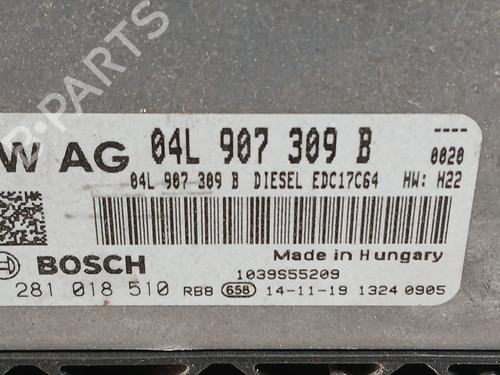 B-PARTS
W AG 04L 907 309 B
----
0020
04L 907 309 B DIESEL EDC17C64 HW: H22
BOSCH
Made in Hungary
1039S55209
281 018 510 RB8 658 14-11-19 1324 0905